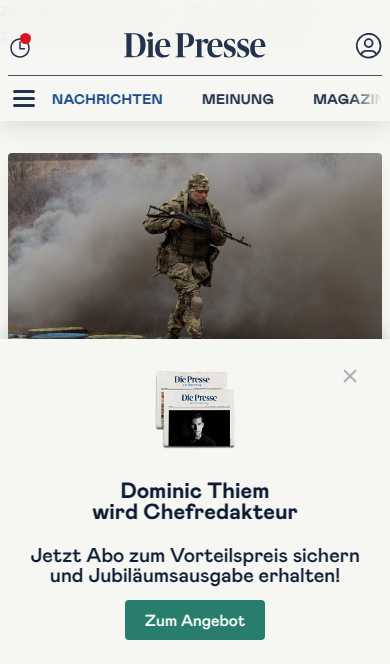 Die Presse
NACHRICHTEN MEINUNG MAGAZIN
Die Presse
Die Presse
Dominic Thiem
wird Chefredakteur
Jetzt Abo zum Vorteilspreis sichern
und Jubiläumsausgabe erhalten!
Zum Angebot